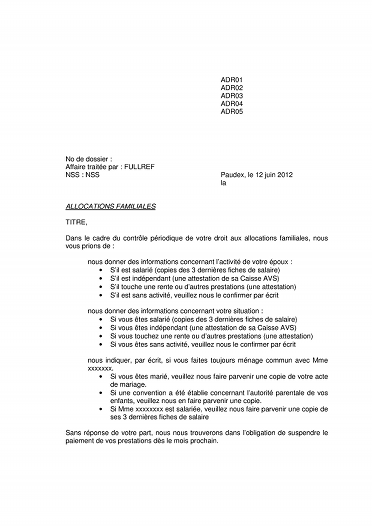 ADR01
ADR02
ADR03
ADR04
ADR05
No de dossier :
Affaire traitée par : FULLREF
NSS : NSS
Paudex, le 12 juin 2012
la
ALLOCATIONS FAMILIALES
TITRE,
Dans le cadre du contrôle périodique de votre droit aux allocations familiales, nous
vous prions de :
nous donner des informations concernant l'activité de votre époux :
• S'il est salarié (copies des 3 dernières fiches de salaire)
• S'il est indépendant (une attestation de sa Caisse AVS)
• S'il touche une rente ou d'autres prestations (une attestation)
• S'il est sans activité, veuillez nous le confirmer par écrit
nous donner des informations concernant votre situation :
• Si vous êtes salarié (copies des 3 dernières fiches de salaire)
• Si vous êtes indépendant (une attestation de sa Caisse AVS)
• Si vous touchez une rente ou d'autres prestations (une attestation)
• Si vous êtes sans activité, veuillez nous le confirmer par écrit
nous indiquer, par écrit, si vous faites toujours ménage commun avec Mme
xxxxxxx.
• Si vous êtes marié, veuillez nous faire parvenir une copie de votre acte
de mariage.
• Si une convention a été établie concernant l'autorité parentale de vos
enfants, veuillez nous en faire parvenir une copie.
• Si Mme xxxxxxxx est salariée, veuillez nous faire parvenir une copie de
ses 3 dernières fiches de salaire
Sans réponse de votre part, nous nous trouverons dans l'obligation de suspendre le
paiement de vos prestations dès le mois prochain.